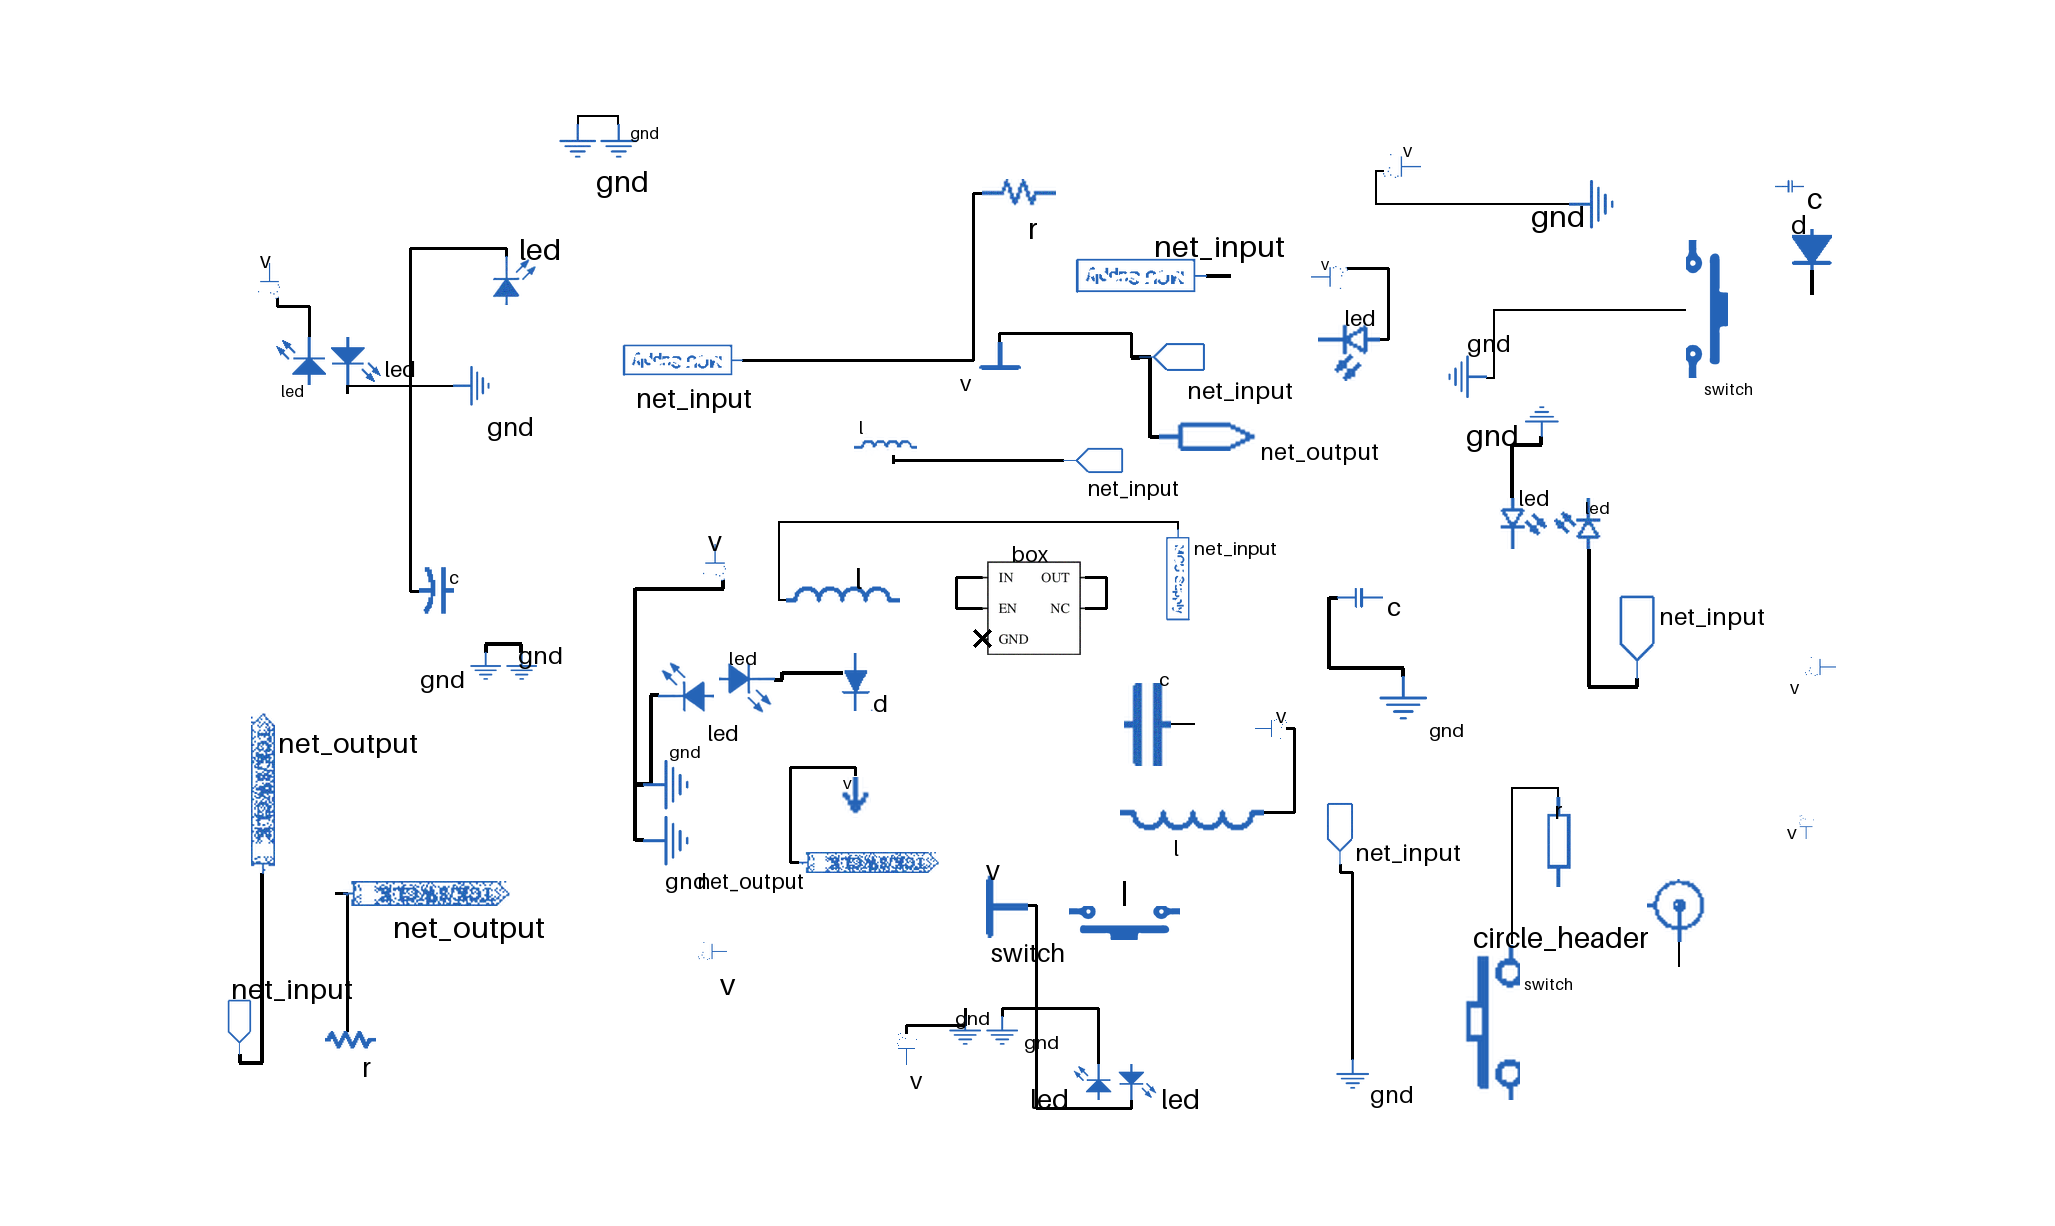 gnd
gnd
v
gnd
c
d
r
net_input
led
v
v
led
led
led
gnd
net_input
v
net_input
led
gnd
switch
l
net_output
gnd
net_input
led
led
v
l
box
IN OUT
EN NC
GND
net_input
c
c
net_input
gnd
gnd
led
led
d
c
v
gnd
v
net_output
gnd
v
l
net_input
r
v
gnd
net_output
net_output
v
switch
circle_header
switch
net_input
v
r
gnd
gnd
v
led
led
gnd